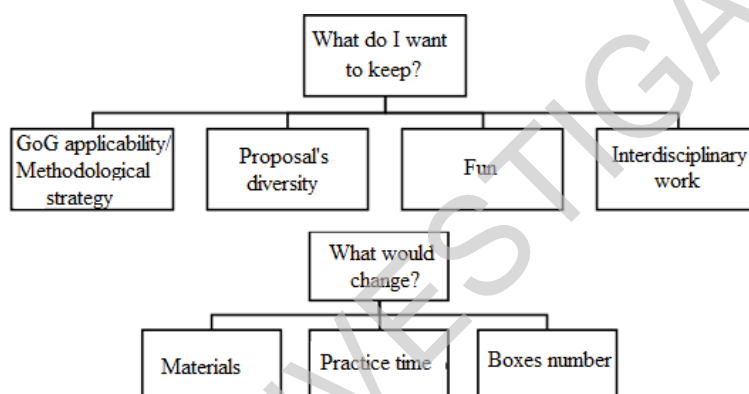 What do I want
to keep?
GoG applicability/
Methodological
strategy
Proposal's
diversity
Fun
Interdisciplinary
work
What would
change?
Materials
Practice time
Boxes number